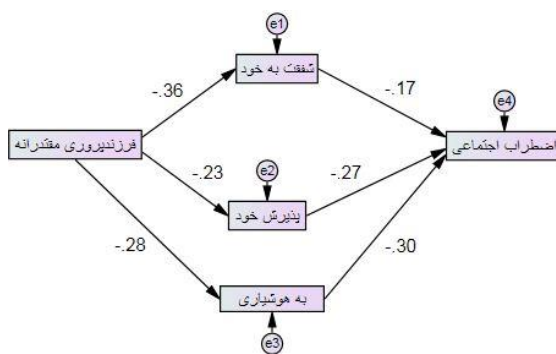 e1
شفقت به خود
-.36
-.17
e4
فرزندپروری مقتدرانه
اضطراب اجتماعی
-.23
e2
-.27
پذیرش خود
-.28
-.30
به هوشیاری
e3